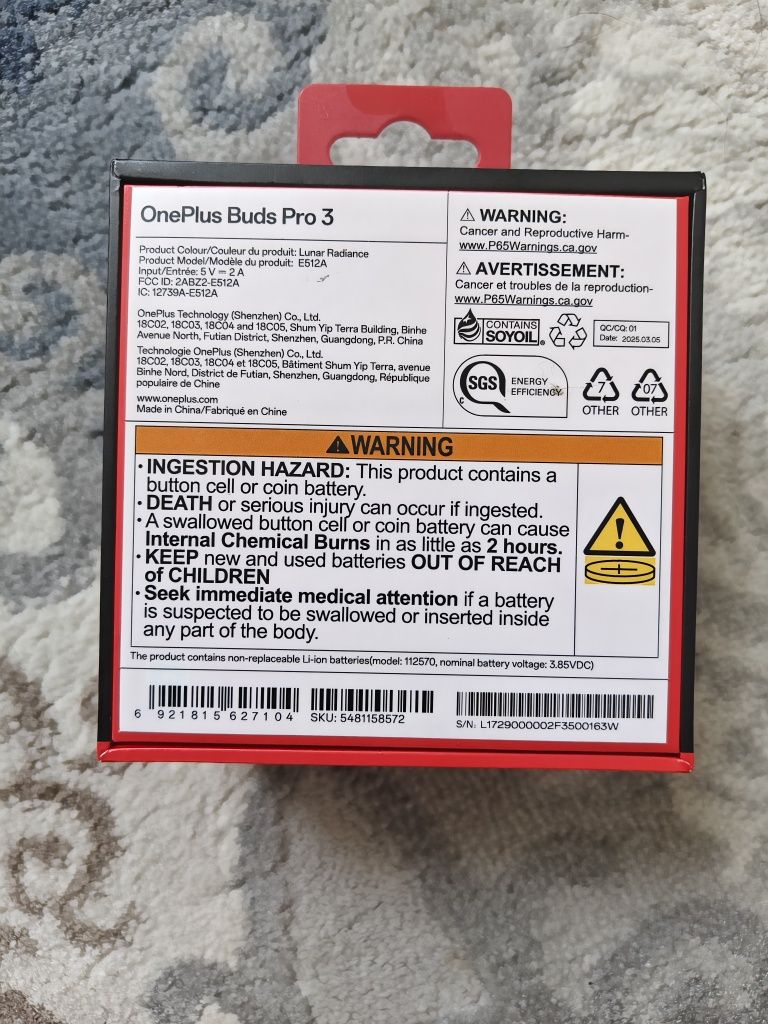 OnePlus Buds Pro 3
Product Colour/Couleur du produit: Lunar Radiance
Product Model/Modèle du produit: E512A
Input/Entrée: 5 V ⎓ 2 A
FCC ID: 2ABZ2-E512A
IC: 12739A-E512A
OnePlus Technology (Shenzhen) Co., Ltd.
18C02, 18C03, 18C04 and 18C05, Shum Yip Terra Building, Binhe
Avenue North, Futian District, Shenzhen, Guangdong, P.R. China
Technologie OnePlus (Shenzhen) Co., Ltd.
18C02, 18C03, 18C04 et 18C05, Bâtiment Shum Yip Terra, avenue
Binhe Nord, District de Futian, Shenzhen, Guangdong, République
populaire de Chine
www.oneplus.com
Made in China/Fabriqué en Chine
⚠ WARNING:
Cancer and Reproductive Harm-
www.P65Warnings.ca.gov
⚠ AVERTISSEMENT:
Cancer et troubles de la reproduction-
www.P65Warnings.ca.gov
CONTAINS
SOYOIL®
QC/CQ: 01
Date: 2025.03.05
SGS
C
ENERGY
EFFICIENCY
7
OTHER
07
OTHER
⚠WARNING
• INGESTION HAZARD: This product contains a
button cell or coin battery.
• DEATH or serious injury can occur if ingested.
• A swallowed button cell or coin battery can cause
Internal Chemical Burns in as little as 2 hours.
• KEEP new and used batteries OUT OF REACH
of CHILDREN
• Seek immediate medical attention if a battery
is suspected to be swallowed or inserted inside
any part of the body.
The product contains non-replaceable Li-ion batteries(model: 112570, nominal battery voltage: 3.85VDC)
6 921815 627104
SKU: 5481158572
S/N: L1729000002F3500163W